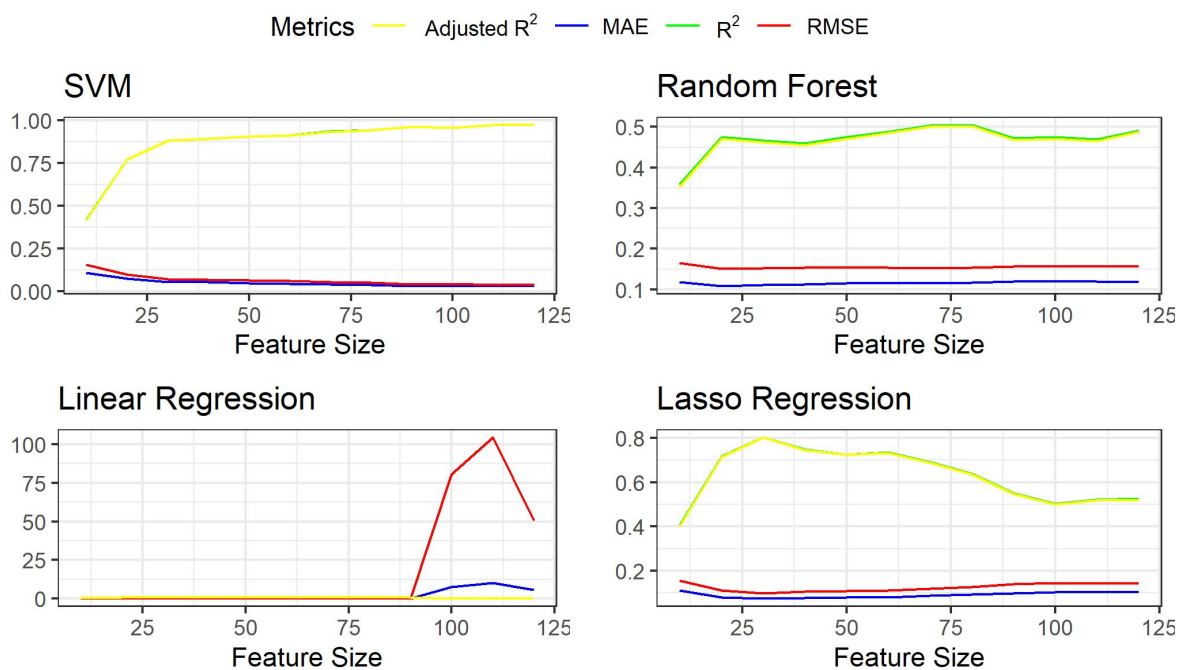 Metrics Adjusted R² MAE R² RMSE
SVM
1.00
0.75
0.50
0.25
0.00
25 50 75 100 125
Feature Size
Random Forest
0.5
0.4
0.3
0.2
0.1
25 50 75 100 125
Feature Size
Linear Regression
100
75
50
25
0
25 50 75 100 125
Feature Size
Lasso Regression
0.8
0.6
0.4
0.2
25 50 75 100 125
Feature Size